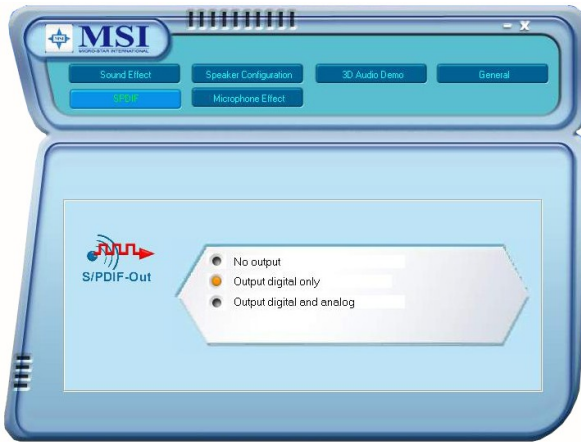 MSI
MICRO-STAR INTERNATIONAL
Sound Effect
Speaker Configuration
3D Audio Demo
General
SPDIF
Microphone Effect
S/PDIF-Out
No output
Output digital only
Output digital and analog